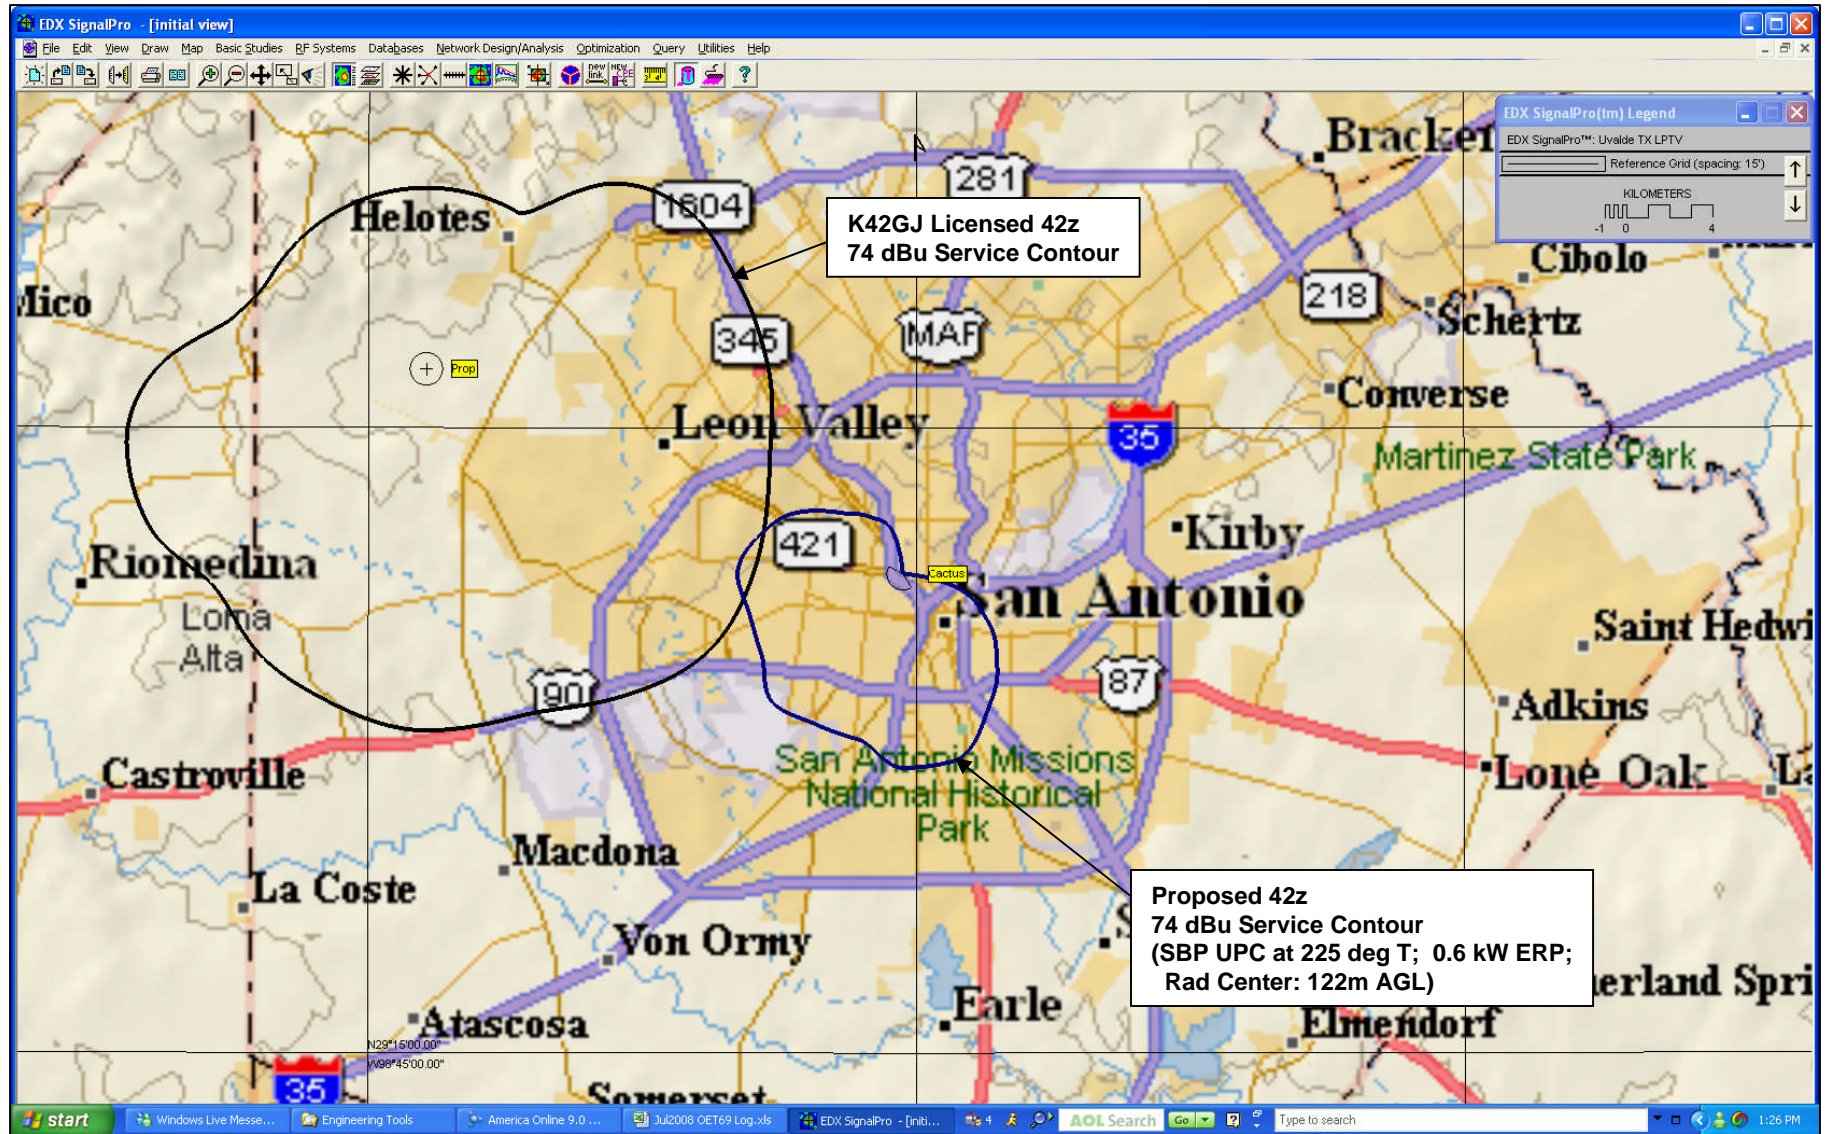 EDX SignalPro - [initial view]
File Edit View Draw Map Basic Studies RF Systems Databases Network Design/Analysis Optimization Query Utilities Help
new link
NEW CPE
EDX SignalPro(tm) Legend
EDX SignalPro™: Uvalde TX LPTV
Reference Grid (spacing: 15')
KILOMETERS
-1 0 4
Bracker
281
1604
Helotes
K42GJ Licensed 42z
74 dBu Service Contour
Cibolo
Mico
218
Schertz
345
MAF
Prop
Converse
Leon Valley
35
Martinez State Park
Kirby
421
Riomedina
Cactus
San Antonio
Loma
Alta
Saint Hedwi
90
87
Adkins
San Antonio Missions
National Historical
Park
Castroville
Lone Oak
La
Macdona
La Coste
Proposed 42z
74 dBu Service Contour
(SBP UPC at 225 deg T; 0.6 kW ERP;
Rad Center: 122m AGL)
Von Ormy
S
erland Spri
Earle
Elmendorf
Atascosa
N29°15'00.00"
W98°45'00.00"
35
Somerset
start
Windows Live Messe...
Engineering Tools
America Online 9.0 ...
Jul2008 OET69 Log.xls
EDX SignalPro - [initi...
4
AOL Search
Go
Type to search
1:26 PM